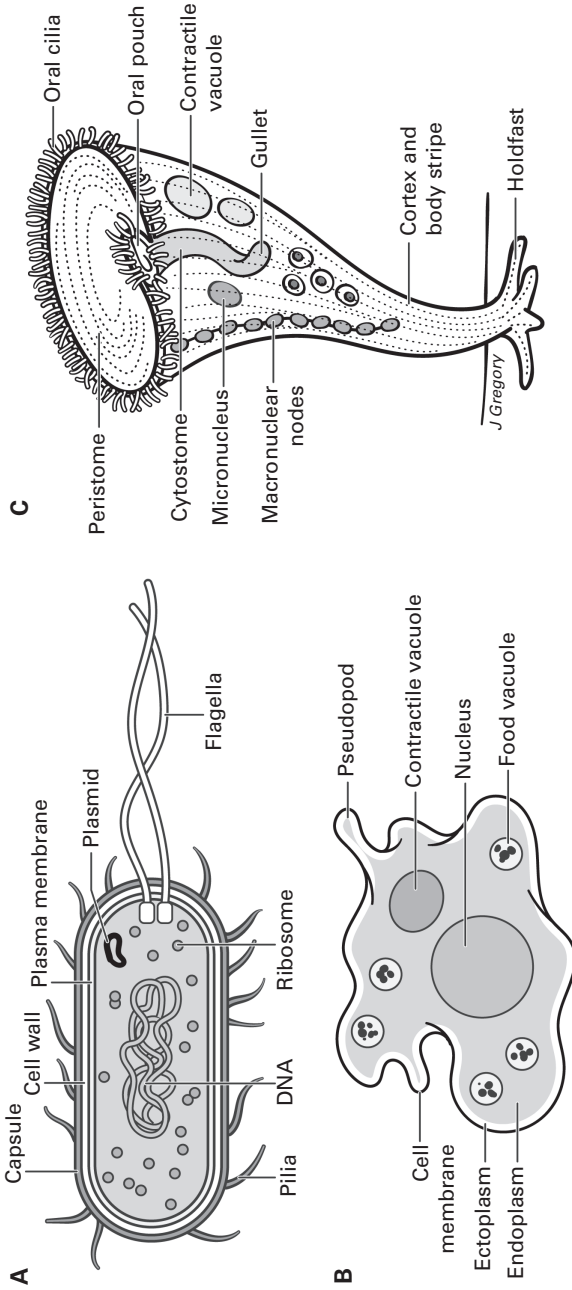 A
Capsule
Cell wall
Plasma membrane
Plasmid
Flagella
Ribosome
DNA
Pilia
B
Pseudopod
Contractile vacuole
Nucleus
Food vacuole
Cell
membrane
Ectoplasm
Endoplasm
C
Peristome
Cytostome
Micronucleus
Macronuclear
nodes
Oral cilia
Oral pouch
Contractile
vacuole
Gullet
Cortex and
body stripe
Holdfast
J Gregory